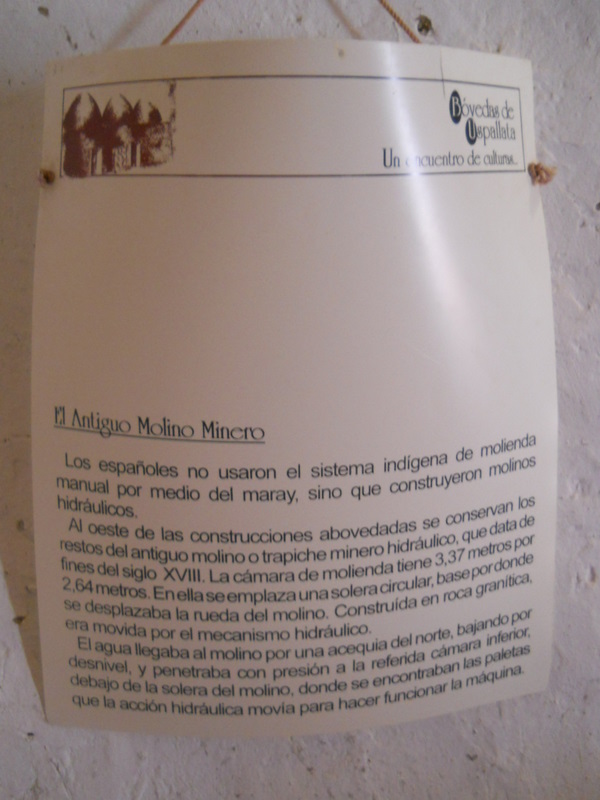 Bóvedas de
Uspallata
Un encuentro de culturas...
El Antiguo Molino Minero
Los españoles no usaron el sistema indígena de molienda
manual por medio del maray, sino que construyeron molinos
hidráulicos.
Al oeste de las construcciones abovedadas se conservan los
restos del antiguo molino o trapiche minero hidráulico, que data de
fines del siglo XVIII. La cámara de molienda tiene 3,37 metros por
2,64 metros. En ella se emplaza una solera circular, base por donde
se desplazaba la rueda del molino. Construída en roca granítica,
era movida por el mecanismo hidráulico.
El agua llegaba al molino por una acequia del norte, bajando por
desnivel, y penetraba con presión a la referida cámara inferior,
debajo de la solera del molino, donde se encontraban las paletas
que la acción hidráulica movía para hacer funcionar la máquina.